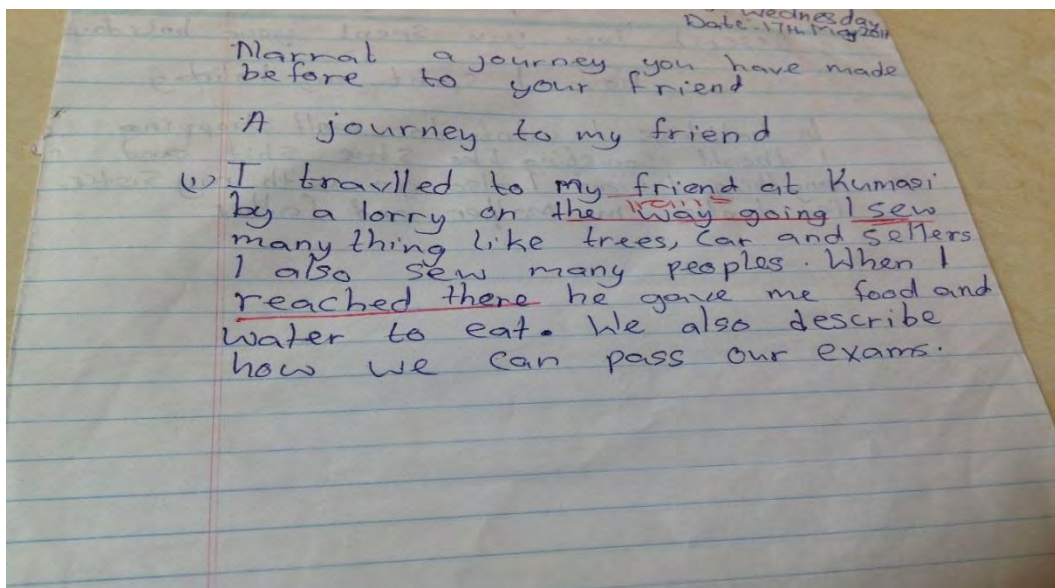 Wednesday
Date: 17th May 2017
Narrat a journey you have made
before to your friend
A journey to my friend
(1) I travlled to my friend at Kumasi
by a lorry on the way going I sew
many thing like trees, car and sellers
I also sew many peoples. When I
reached there he gave me food and
water to eat. We also describe
how we can pass our exams.